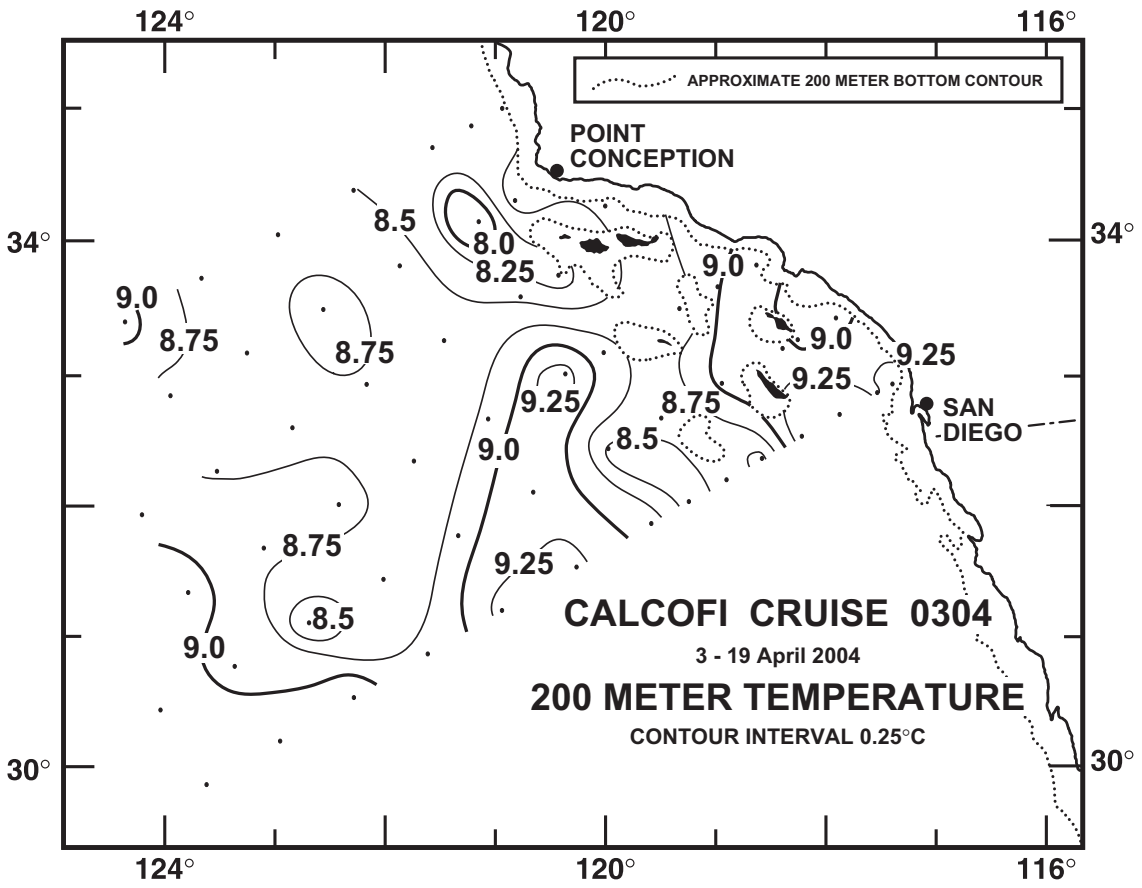 124° 120° 116°
APPROXIMATE 200 METER BOTTOM CONTOUR
POINT
CONCEPTION
34° 34°
8.5
8.0
8.25
9.0
9.0
8.75
8.75
9.0
9.25
9.25
9.25
8.75
SAN
DIEGO
8.5
9.0
8.75
9.25
8.5
9.0
CALCOFI CRUISE 0304
3 - 19 April 2004
200 METER TEMPERATURE
CONTOUR INTERVAL 0.25°C
30° 30°
124° 120° 116°